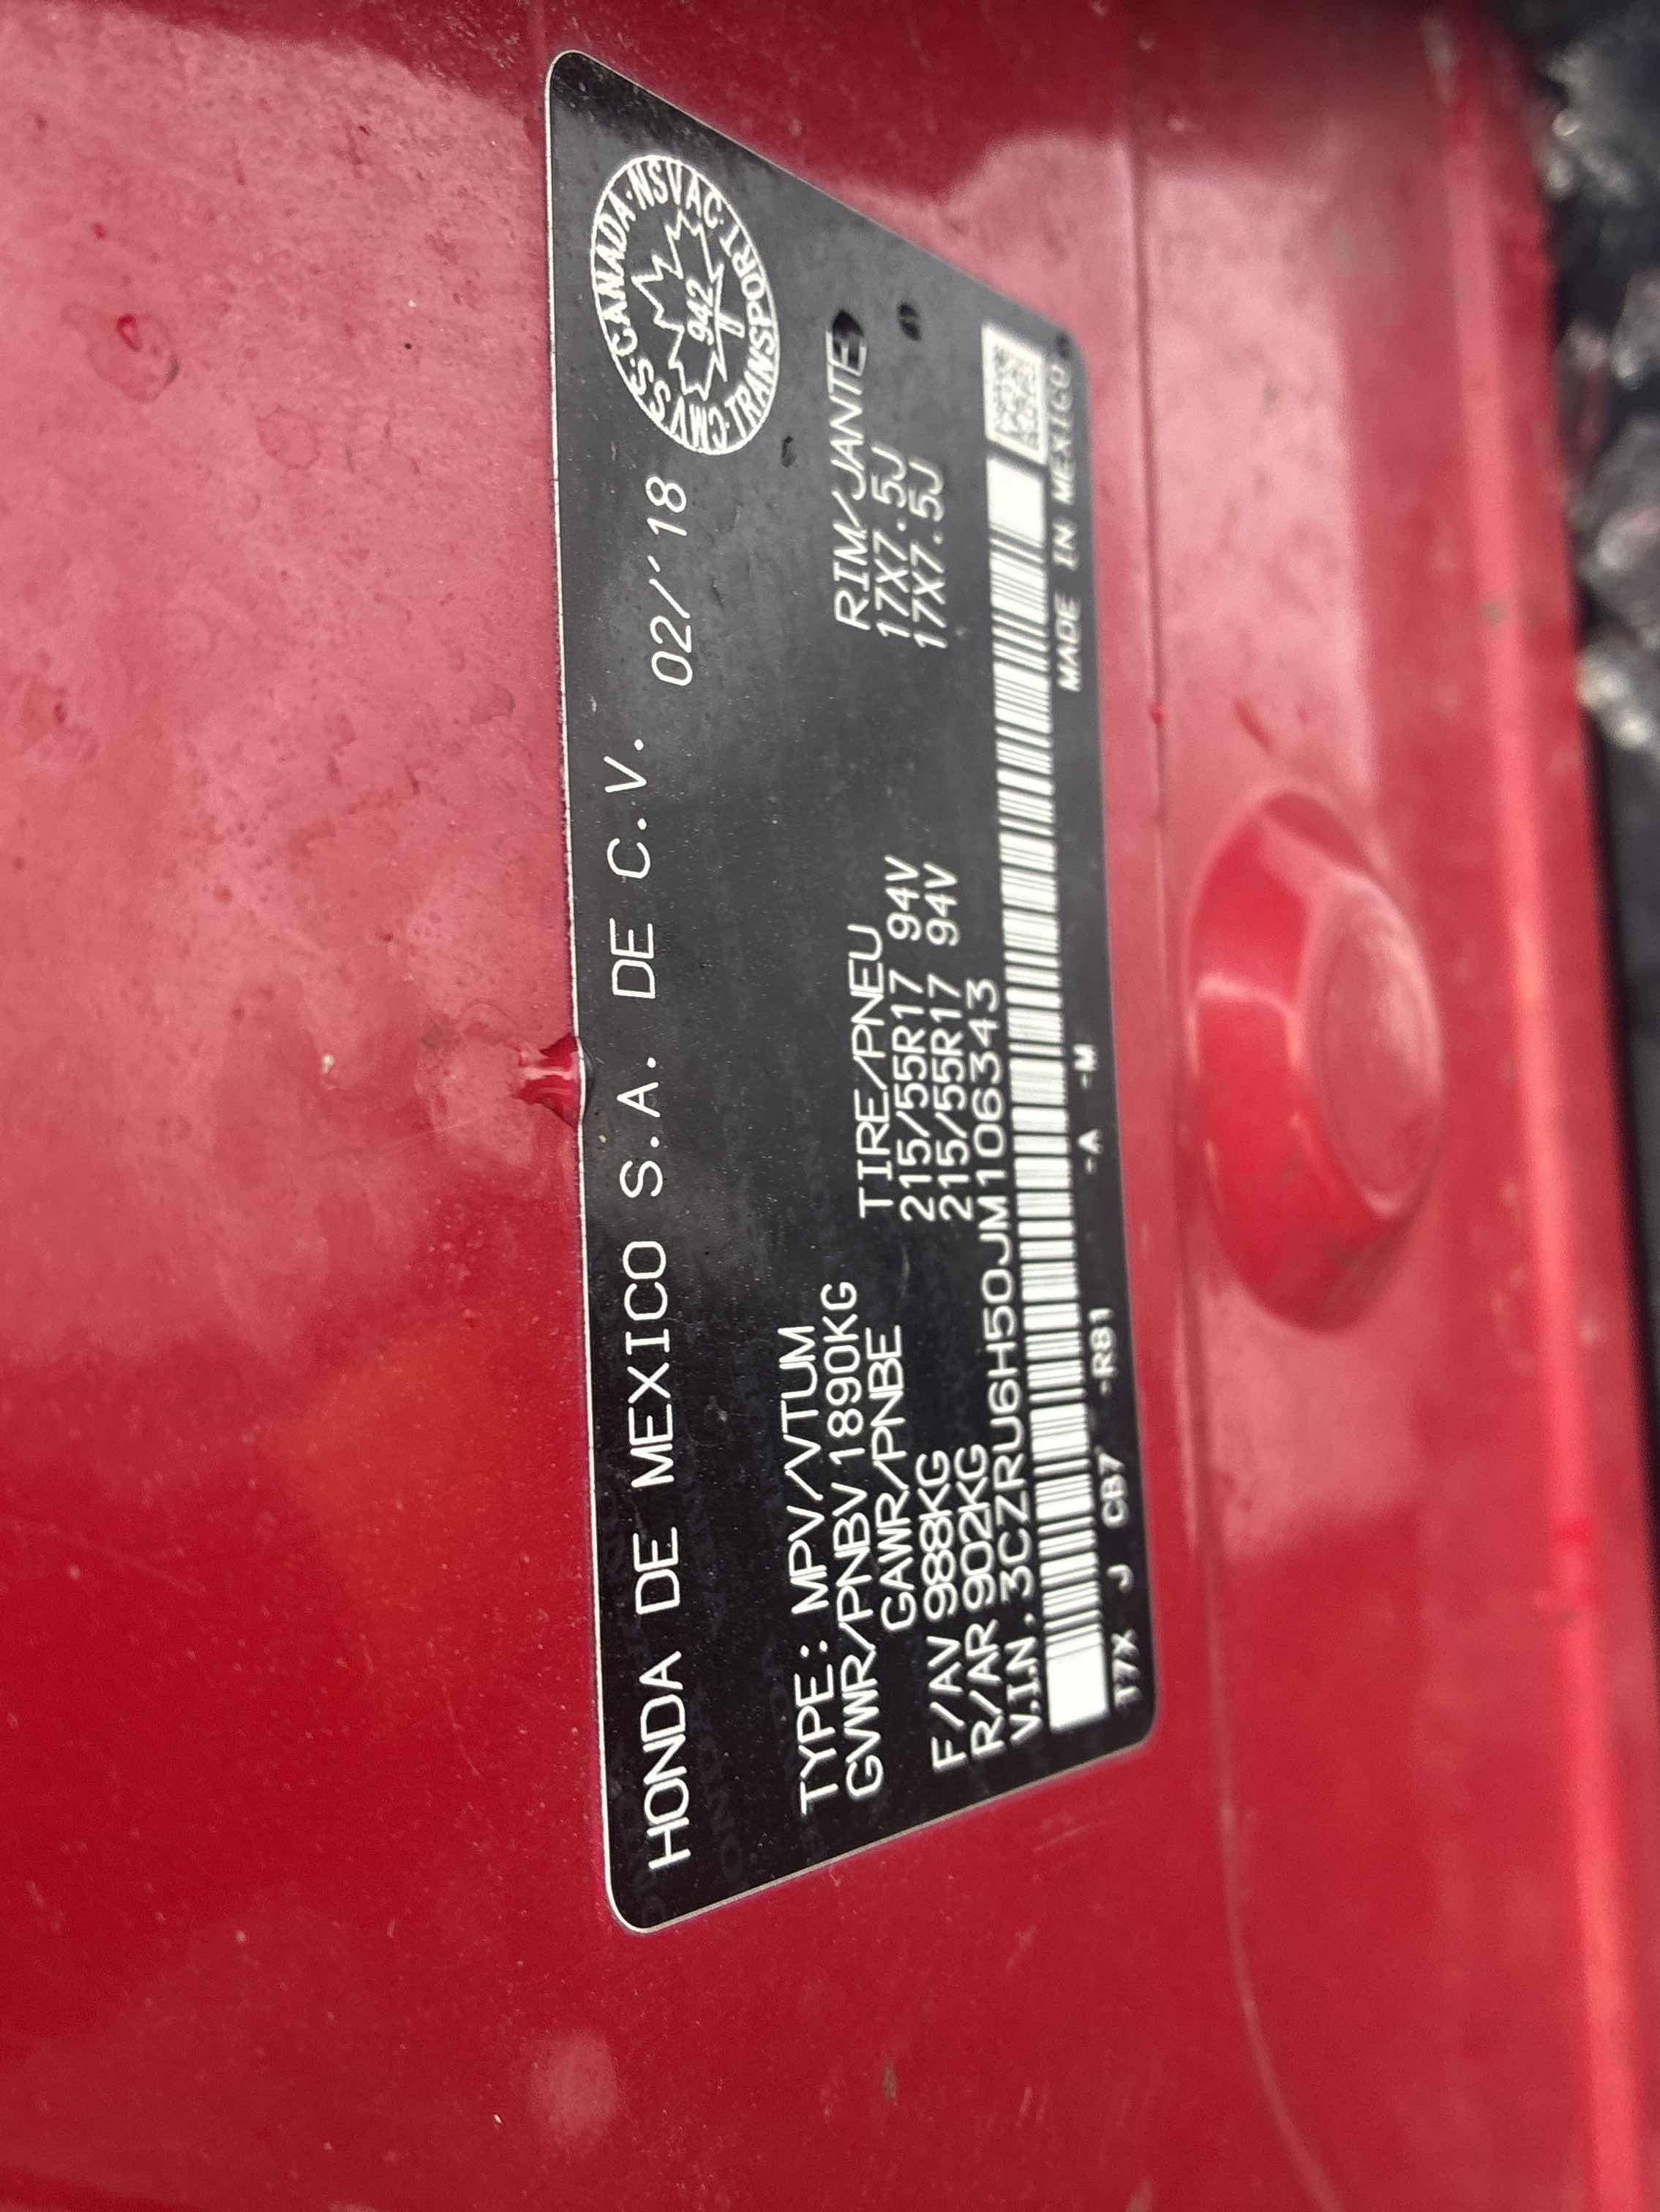 HONDA DE MEXICO S.A. DE C.V. 02/'18
CANADA·NSVAC·TRANSPORT·CMVSS·
942
TYPE: MPV/VTUM
GVWR/PNBV 1890KG
GAWR/PNBE TIRE/PNEU RIM/JANTE
F/AV 988KG 215/55R17 94V 17X7.5J
R/AR 902KG 215/55R17 94V 17X7.5J
V.I.N. 3CZRU6H50JM106343
T7X J CB7 -R81 -A -M MADE IN MEXICO